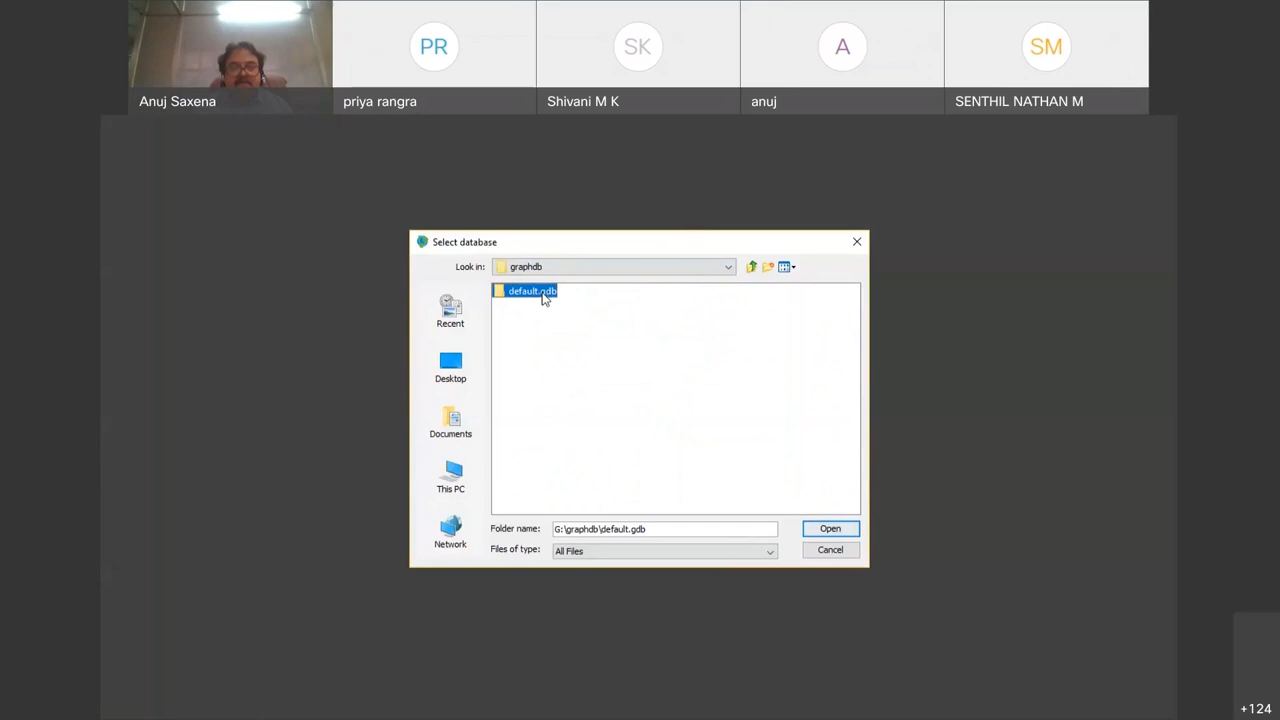 PR
SK
A
SM
Anuj Saxena
priya rangra
Shivani M K
anuj
SENTHIL NATHAN M
Select database
Look in:
graphdb
default.gdb
Recent
Desktop
Documents
This PC
Network
Folder name:
G:\graphdb\default.gdb
Open
Files of type:
All Files
Cancel
+124